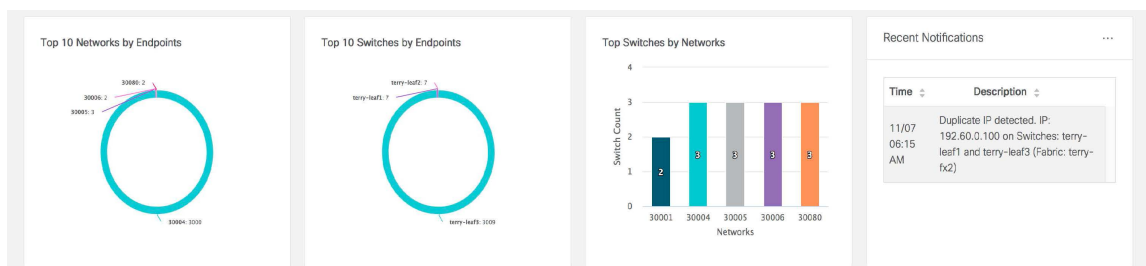 Top 10 Networks by Endpoints
30080: 2
30006: 2
30005: 3
30004: 3008
Top 10 Switches by Endpoints
terry-leaf2: 7
terry-leaf1: 7
terry-leaf3: 3009
Top Switches by Networks
4
3
2
1
0
Switch Count
2
3
3
3
3
30001 30004 30005 30006 30080
Networks
Recent Notifications ...
Time Description
11/07
06:15
AM
Duplicate IP detected. IP:
192.60.0.100 on Switches: terry-
leaf1 and terry-leaf3 (Fabric: terry-
fx2)